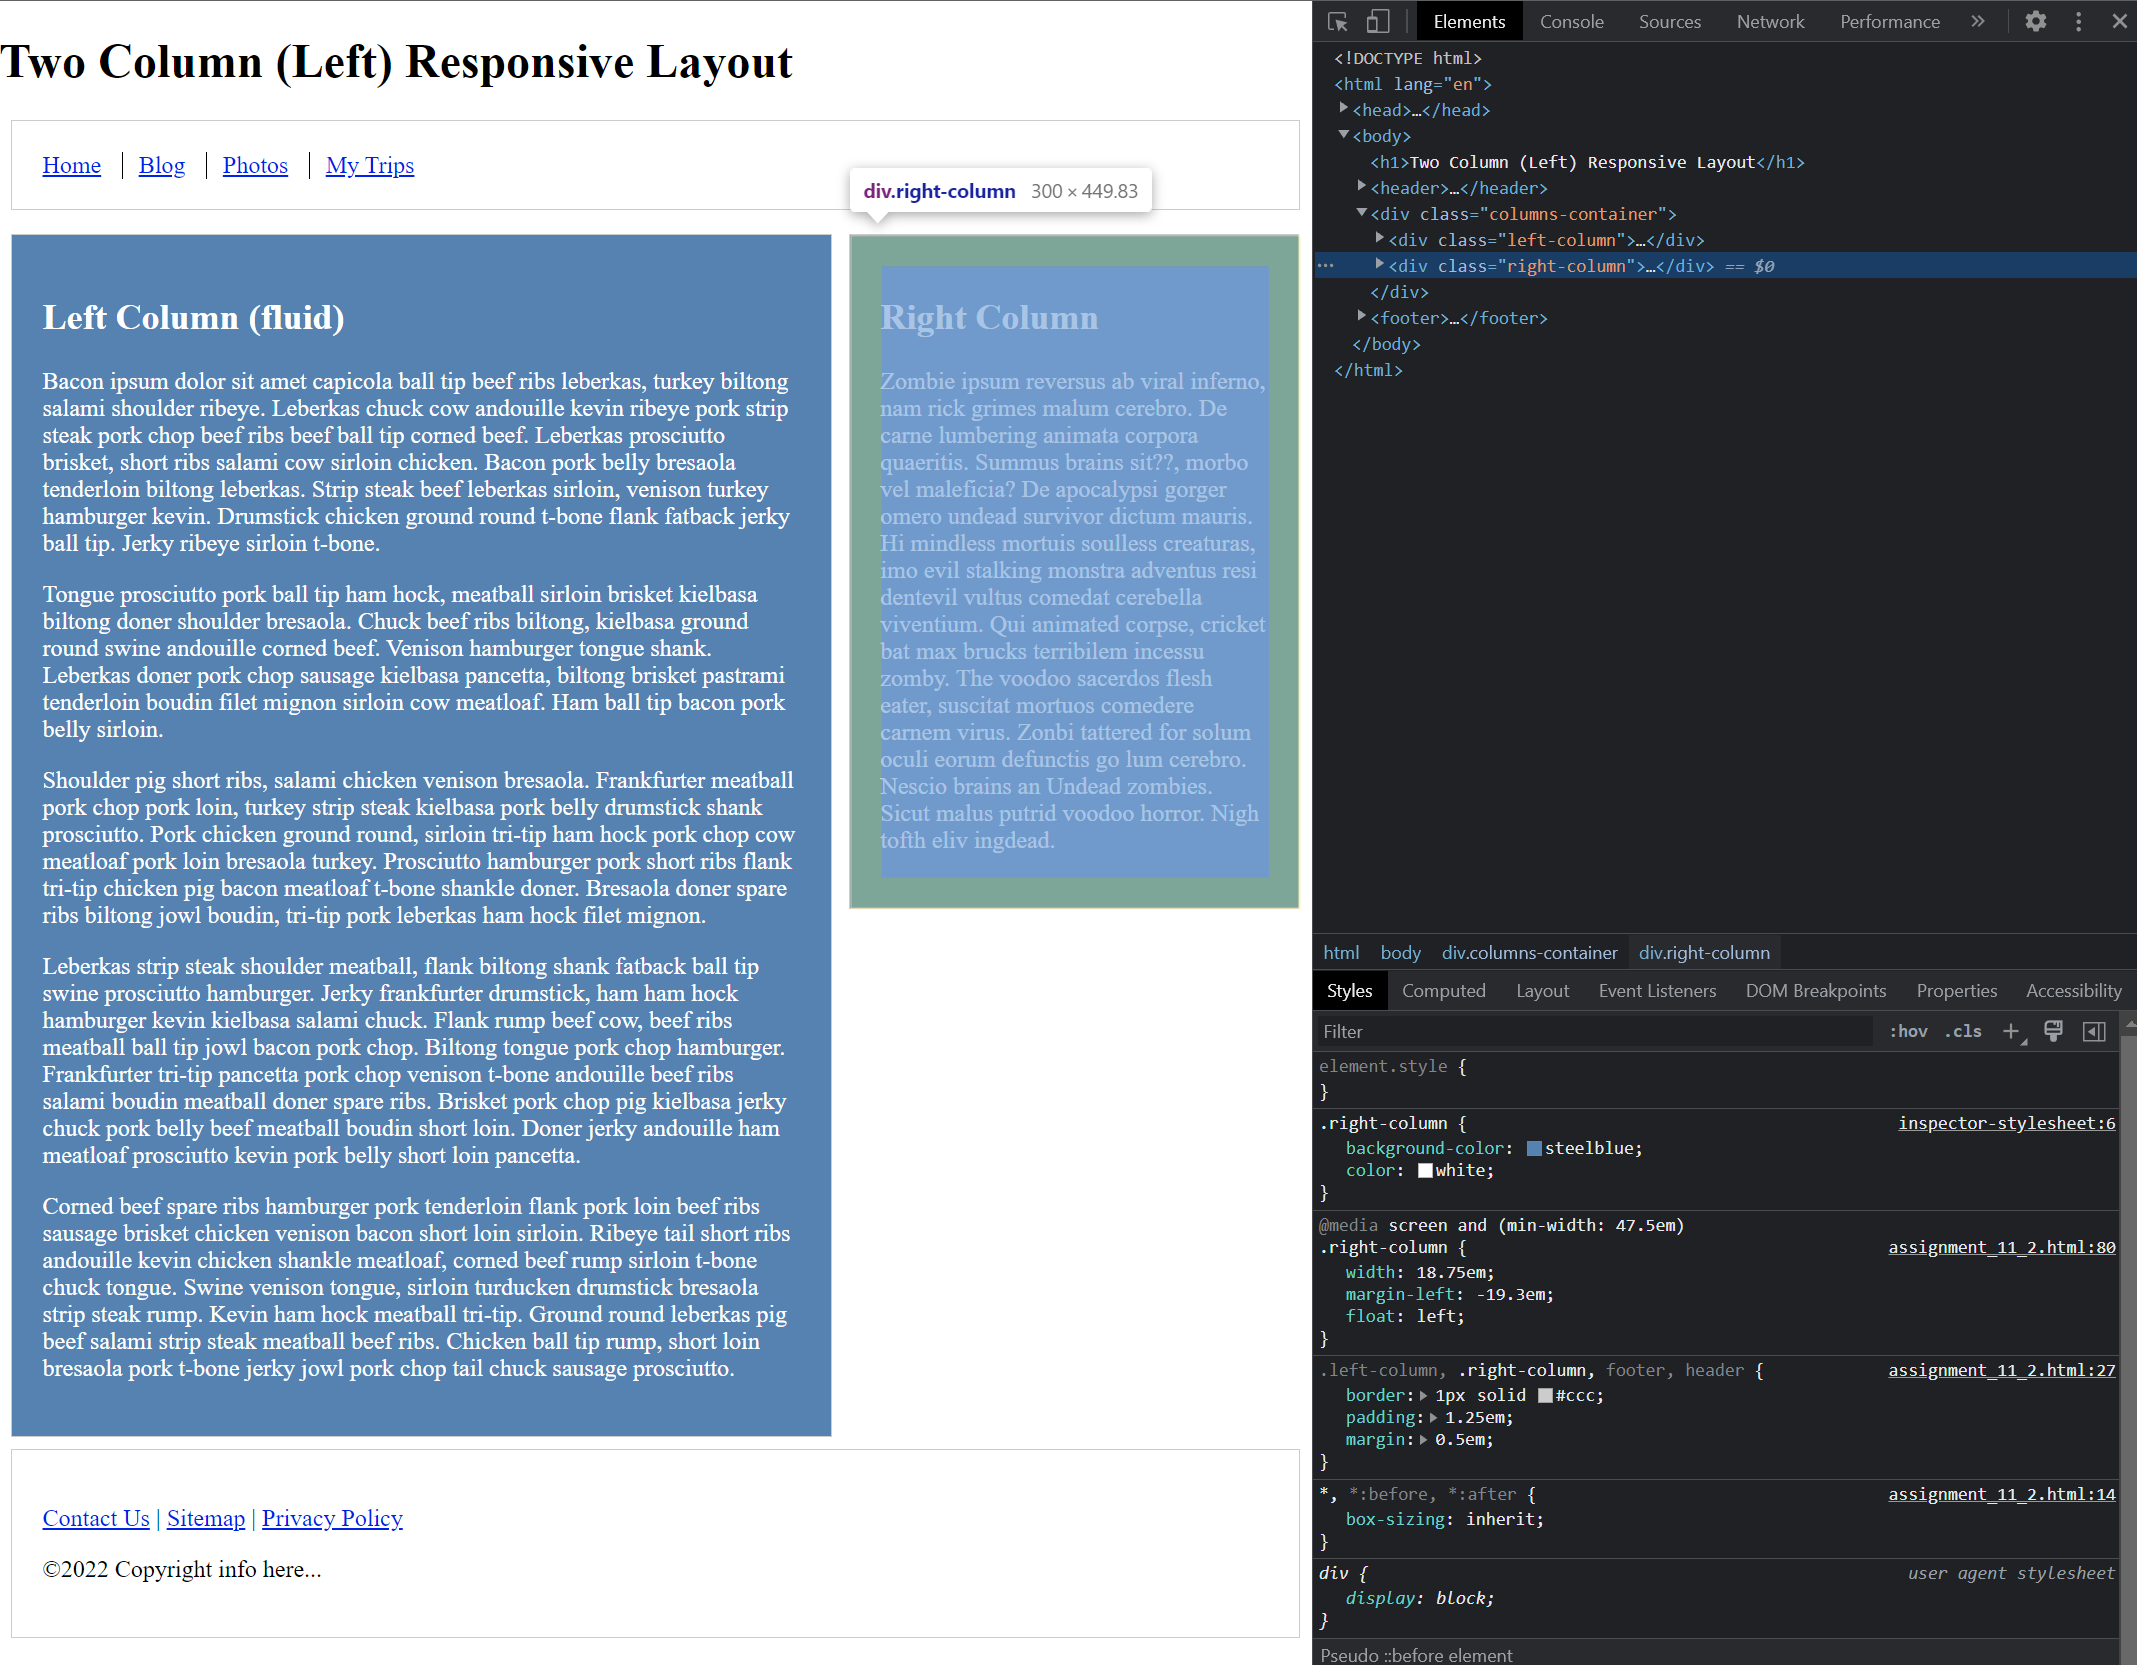 Two Column (Left) Responsive Layout
Home
Blog
Photos
My Trips
div.right-column 300 × 449.83
Left Column (fluid)
Bacon ipsum dolor sit amet capicola ball tip beef ribs leberkas, turkey biltong
salami shoulder ribeye. Leberkas chuck cow andouille kevin ribeye pork strip
steak pork chop beef ribs beef ball tip corned beef. Leberkas prosciutto
brisket, short ribs salami cow sirloin chicken. Bacon pork belly bresaola
tenderloin biltong leberkas. Strip steak beef leberkas sirloin, venison turkey
hamburger kevin. Drumstick chicken ground round t-bone flank fatback jerky
ball tip. Jerky ribeye sirloin t-bone.
Tongue prosciutto pork ball tip ham hock, meatball sirloin brisket kielbasa
biltong doner shoulder bresaola. Chuck beef ribs biltong, kielbasa ground
round swine andouille corned beef. Venison hamburger tongue shank.
Leberkas doner pork chop sausage kielbasa pancetta, biltong brisket pastrami
tenderloin boudin filet mignon sirloin cow meatloaf. Ham ball tip bacon pork
belly sirloin.
Shoulder pig short ribs, salami chicken venison bresaola. Frankfurter meatball
pork chop pork loin, turkey strip steak kielbasa pork belly drumstick shank
prosciutto. Pork chicken ground round, sirloin tri-tip ham hock pork chop cow
meatloaf pork loin bresaola turkey. Prosciutto hamburger pork short ribs flank
tri-tip chicken pig bacon meatloaf t-bone shankle doner. Bresaola doner spare
ribs biltong jowl boudin, tri-tip pork leberkas ham hock filet mignon.
Leberkas strip steak shoulder meatball, flank biltong shank fatback ball tip
swine prosciutto hamburger. Jerky frankfurter drumstick, ham ham hock
hamburger kevin kielbasa salami chuck. Flank rump beef cow, beef ribs
meatball ball tip jowl bacon pork chop. Biltong tongue pork chop hamburger.
Frankfurter tri-tip pancetta pork chop venison t-bone andouille beef ribs
salami boudin meatball doner spare ribs. Brisket pork chop pig kielbasa jerky
chuck pork belly beef meatball boudin short loin. Doner jerky andouille ham
meatloaf prosciutto kevin pork belly short loin pancetta.
Corned beef spare ribs hamburger pork tenderloin flank pork loin beef ribs
sausage brisket chicken venison bacon short loin sirloin. Ribeye tail short ribs
andouille kevin chicken shankle meatloaf, corned beef rump sirloin t-bone
chuck tongue. Swine venison tongue, sirloin turducken drumstick bresaola
strip steak rump. Kevin ham hock meatball tri-tip. Ground round leberkas pig
beef salami strip steak meatball beef ribs. Chicken ball tip rump, short loin
bresaola pork t-bone jerky jowl pork chop tail chuck sausage prosciutto.
Right Column
Zombie ipsum reversus ab viral inferno,
nam rick grimes malum cerebro. De
carne lumbering animata corpora
quaeritis. Summus brains sit??, morbo
vel maleficia? De apocalypsi gorger
omero undead survivor dictum mauris.
Hi mindless mortuis soulless creaturas,
imo evil stalking monstra adventus resi
dentevil vultus comedat cerebella
viventium. Qui animated corpse, cricket
bat max brucks terribilem incessu
zomby. The voodoo sacerdos flesh
eater, suscitat mortuos comedere
carnem virus. Zonbi tattered for solum
oculi eorum defunctis go lum cerebro.
Nescio brains an Undead zombies.
Sicut malus putrid voodoo horror. Nigh
tofth eliv ingdead.
Contact Us | Sitemap | Privacy Policy
©2022 Copyright info here...
Elements Console Sources Network Performance »
<!DOCTYPE html>
<html lang="en">
<head>…</head>
<body>
<h1>Two Column (Left) Responsive Layout</h1>
<header>…</header>
<div class="columns-container">
<div class="left-column">…</div>
<div class="right-column">…</div> == $0
</div>
<footer>…</footer>
</body>
</html>
html body div.columns-container div.right-column
Styles Computed Layout Event Listeners DOM Breakpoints Properties Accessibility
Filter :hov .cls +
element.style {
}
.right-column { inspector-stylesheet:6
background-color: steelblue;
color: white;
}
@media screen and (min-width: 47.5em)
.right-column { assignment_11_2.html:80
width: 18.75em;
margin-left: -19.3em;
float: left;
}
.left-column, .right-column, footer, header { assignment_11_2.html:27
border: 1px solid #ccc;
padding: 1.25em;
margin: 0.5em;
}
*, *:before, *:after { assignment_11_2.html:14
box-sizing: inherit;
}
div { user agent stylesheet
display: block;
}
Pseudo ::before element